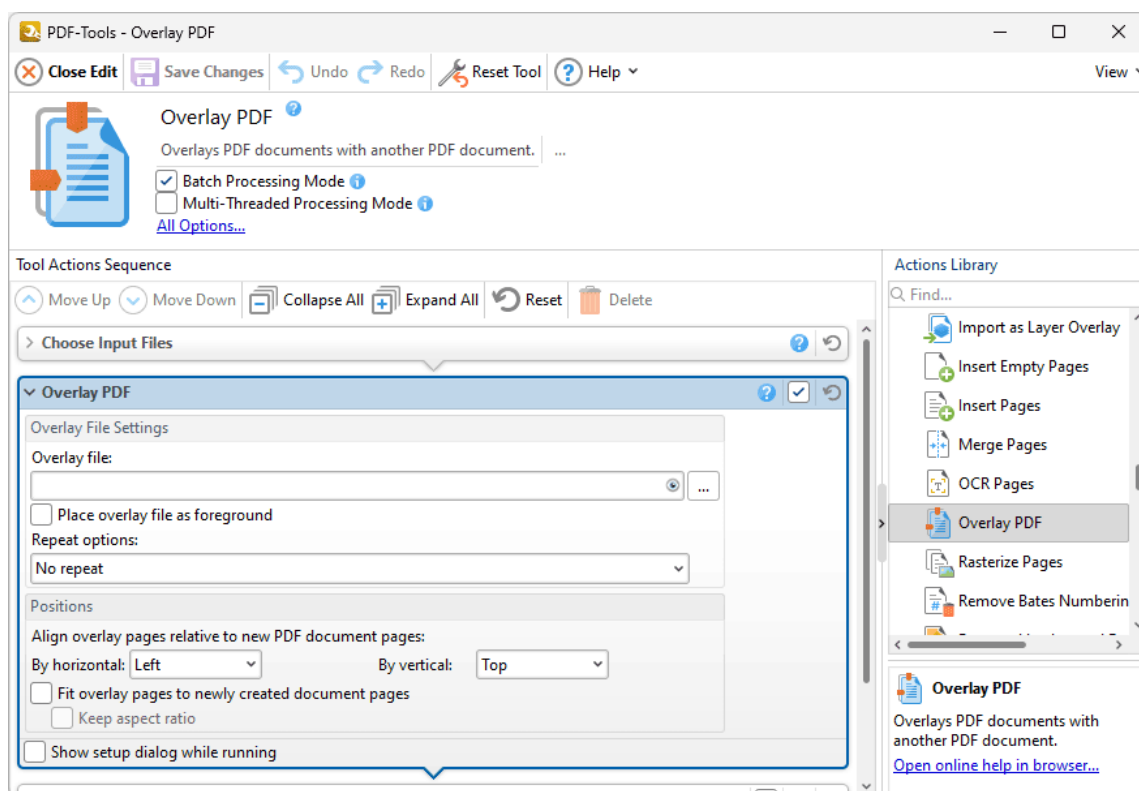 PDF-Tools - Overlay PDF
Close Edit Save Changes Undo Redo Reset Tool ? Help View
Overlay PDF ?
Overlays PDF documents with another PDF document. ...
Batch Processing Mode i
Multi-Threaded Processing Mode i
All Options...
Tool Actions Sequence
Move Up Move Down Collapse All Expand All Reset Delete
Choose Input Files ?
Overlay PDF ?
Overlay File Settings
Overlay file:
...
Place overlay file as foreground
Repeat options:
No repeat
Positions
Align overlay pages relative to new PDF document pages:
By horizontal: Left By vertical: Top
Fit overlay pages to newly created document pages
Keep aspect ratio
Show setup dialog while running
Actions Library
Find...
Import as Layer Overlay
Insert Empty Pages
Insert Pages
Merge Pages
OCR Pages
Overlay PDF
Rasterize Pages
Remove Bates Numberin
Overlay PDF
Overlays PDF documents with
another PDF document.
Open online help in browser...